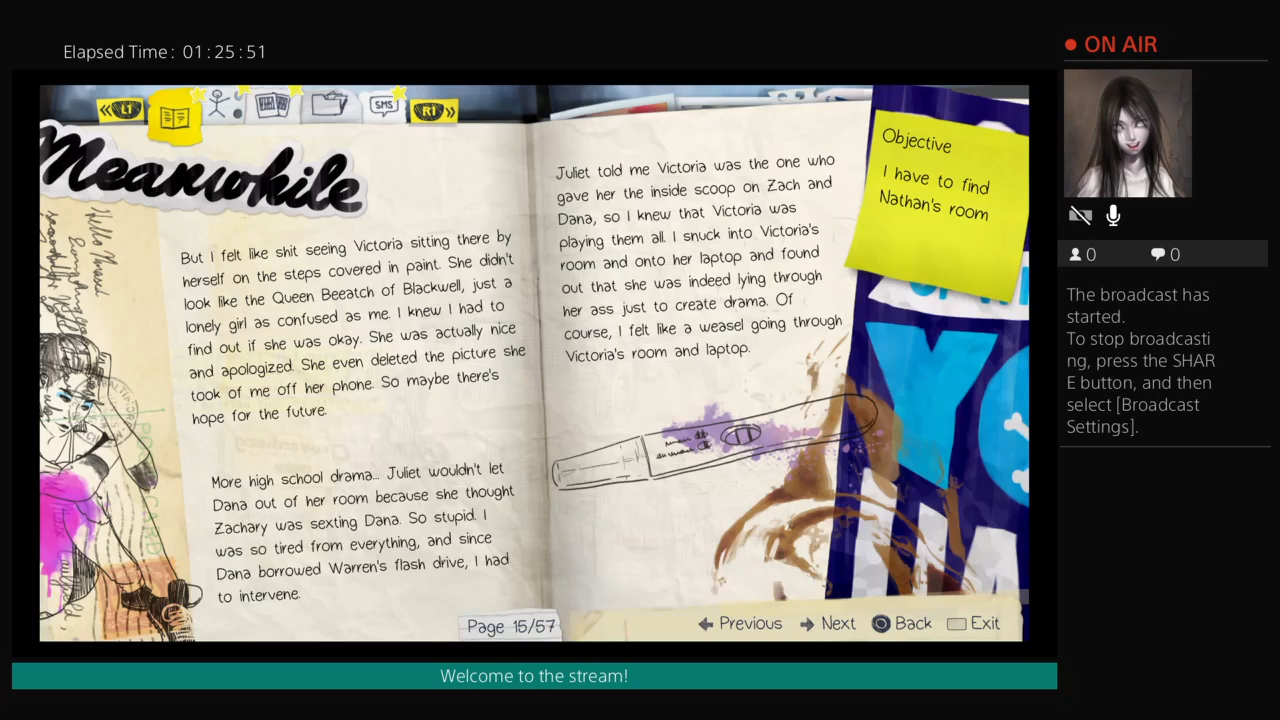 Elapsed Time: 01:25:51
ON AIR
L1
SMS
R1
Meanwhile
But I felt like shit seeing Victoria sitting there by
herself on the steps covered in paint. She didn't
look like the Queen Beeatch of Blackwell, just a
lonely girl as confused as me. I knew I had to
find out if she was okay. She was actually nice
and apologized. She even deleted the picture she
took of me off her phone. So maybe there's
hope for the future.
More high school drama... Juliet wouldn't let
Dana out of her room because she thought
Zachary was sexting Dana. So stupid. I
was so tired from everything, and since
Dana borrowed Warren's flash drive, I had
to intervene.
Juliet told me Victoria was the one who
gave her the inside scoop on Zach and
Dana, so I knew that Victoria was
playing them all. I snuck into Victoria's
room and onto her laptop and found
out that she was indeed lying through
her ass just to create drama. Of
course, I felt like a weasel going through
Victoria's room and laptop.
Objective
I have to find
Nathan's room
Page 15/57
Previous
Next
Back
Exit
0
0
The broadcast has
started.
To stop broadcasti
ng, press the SHAR
E button, and then
select [Broadcast
Settings].
Welcome to the stream!